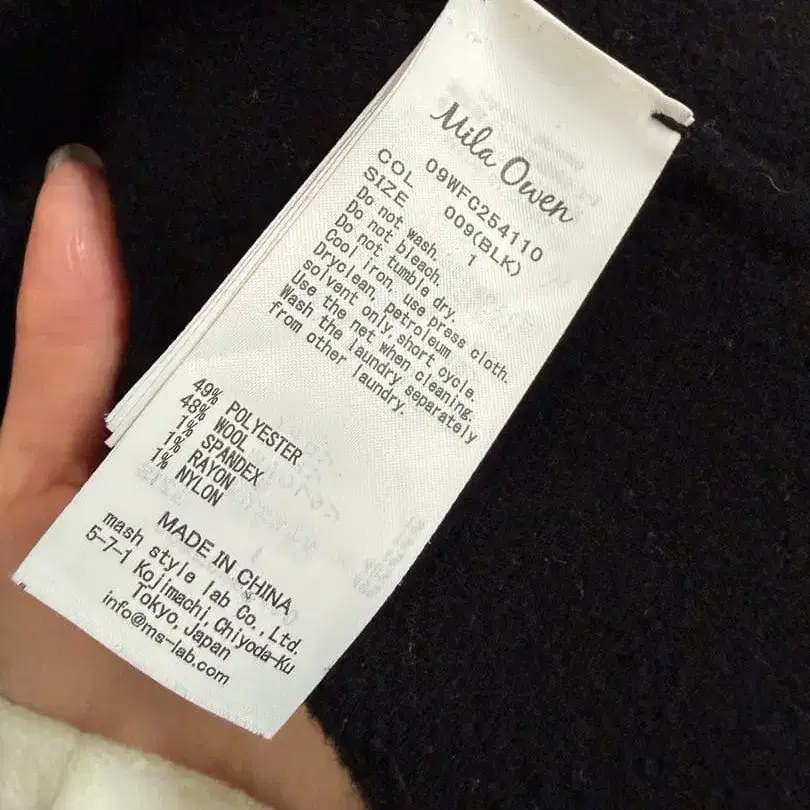 Mila Owen
09WFC254110
COL 009(BLK)
SIZE 1
Do not wash.
Do not bleach.
Do not tumble dry.
Cool iron, use press cloth.
Dryclean, petroleum
solvent only,short cycle.
Use the net when cleaning.
Wash the laundry separately
from other laundry.
49% POLYESTER
48% WOOL
1% SPANDEX
1% RAYON
1% NYLON
MADE IN CHINA
mash style lab Co.,Ltd.
5-7-1 Kojimachi, Chiyoda-Ku
Tokyo, Japan
info@ms-lab.com